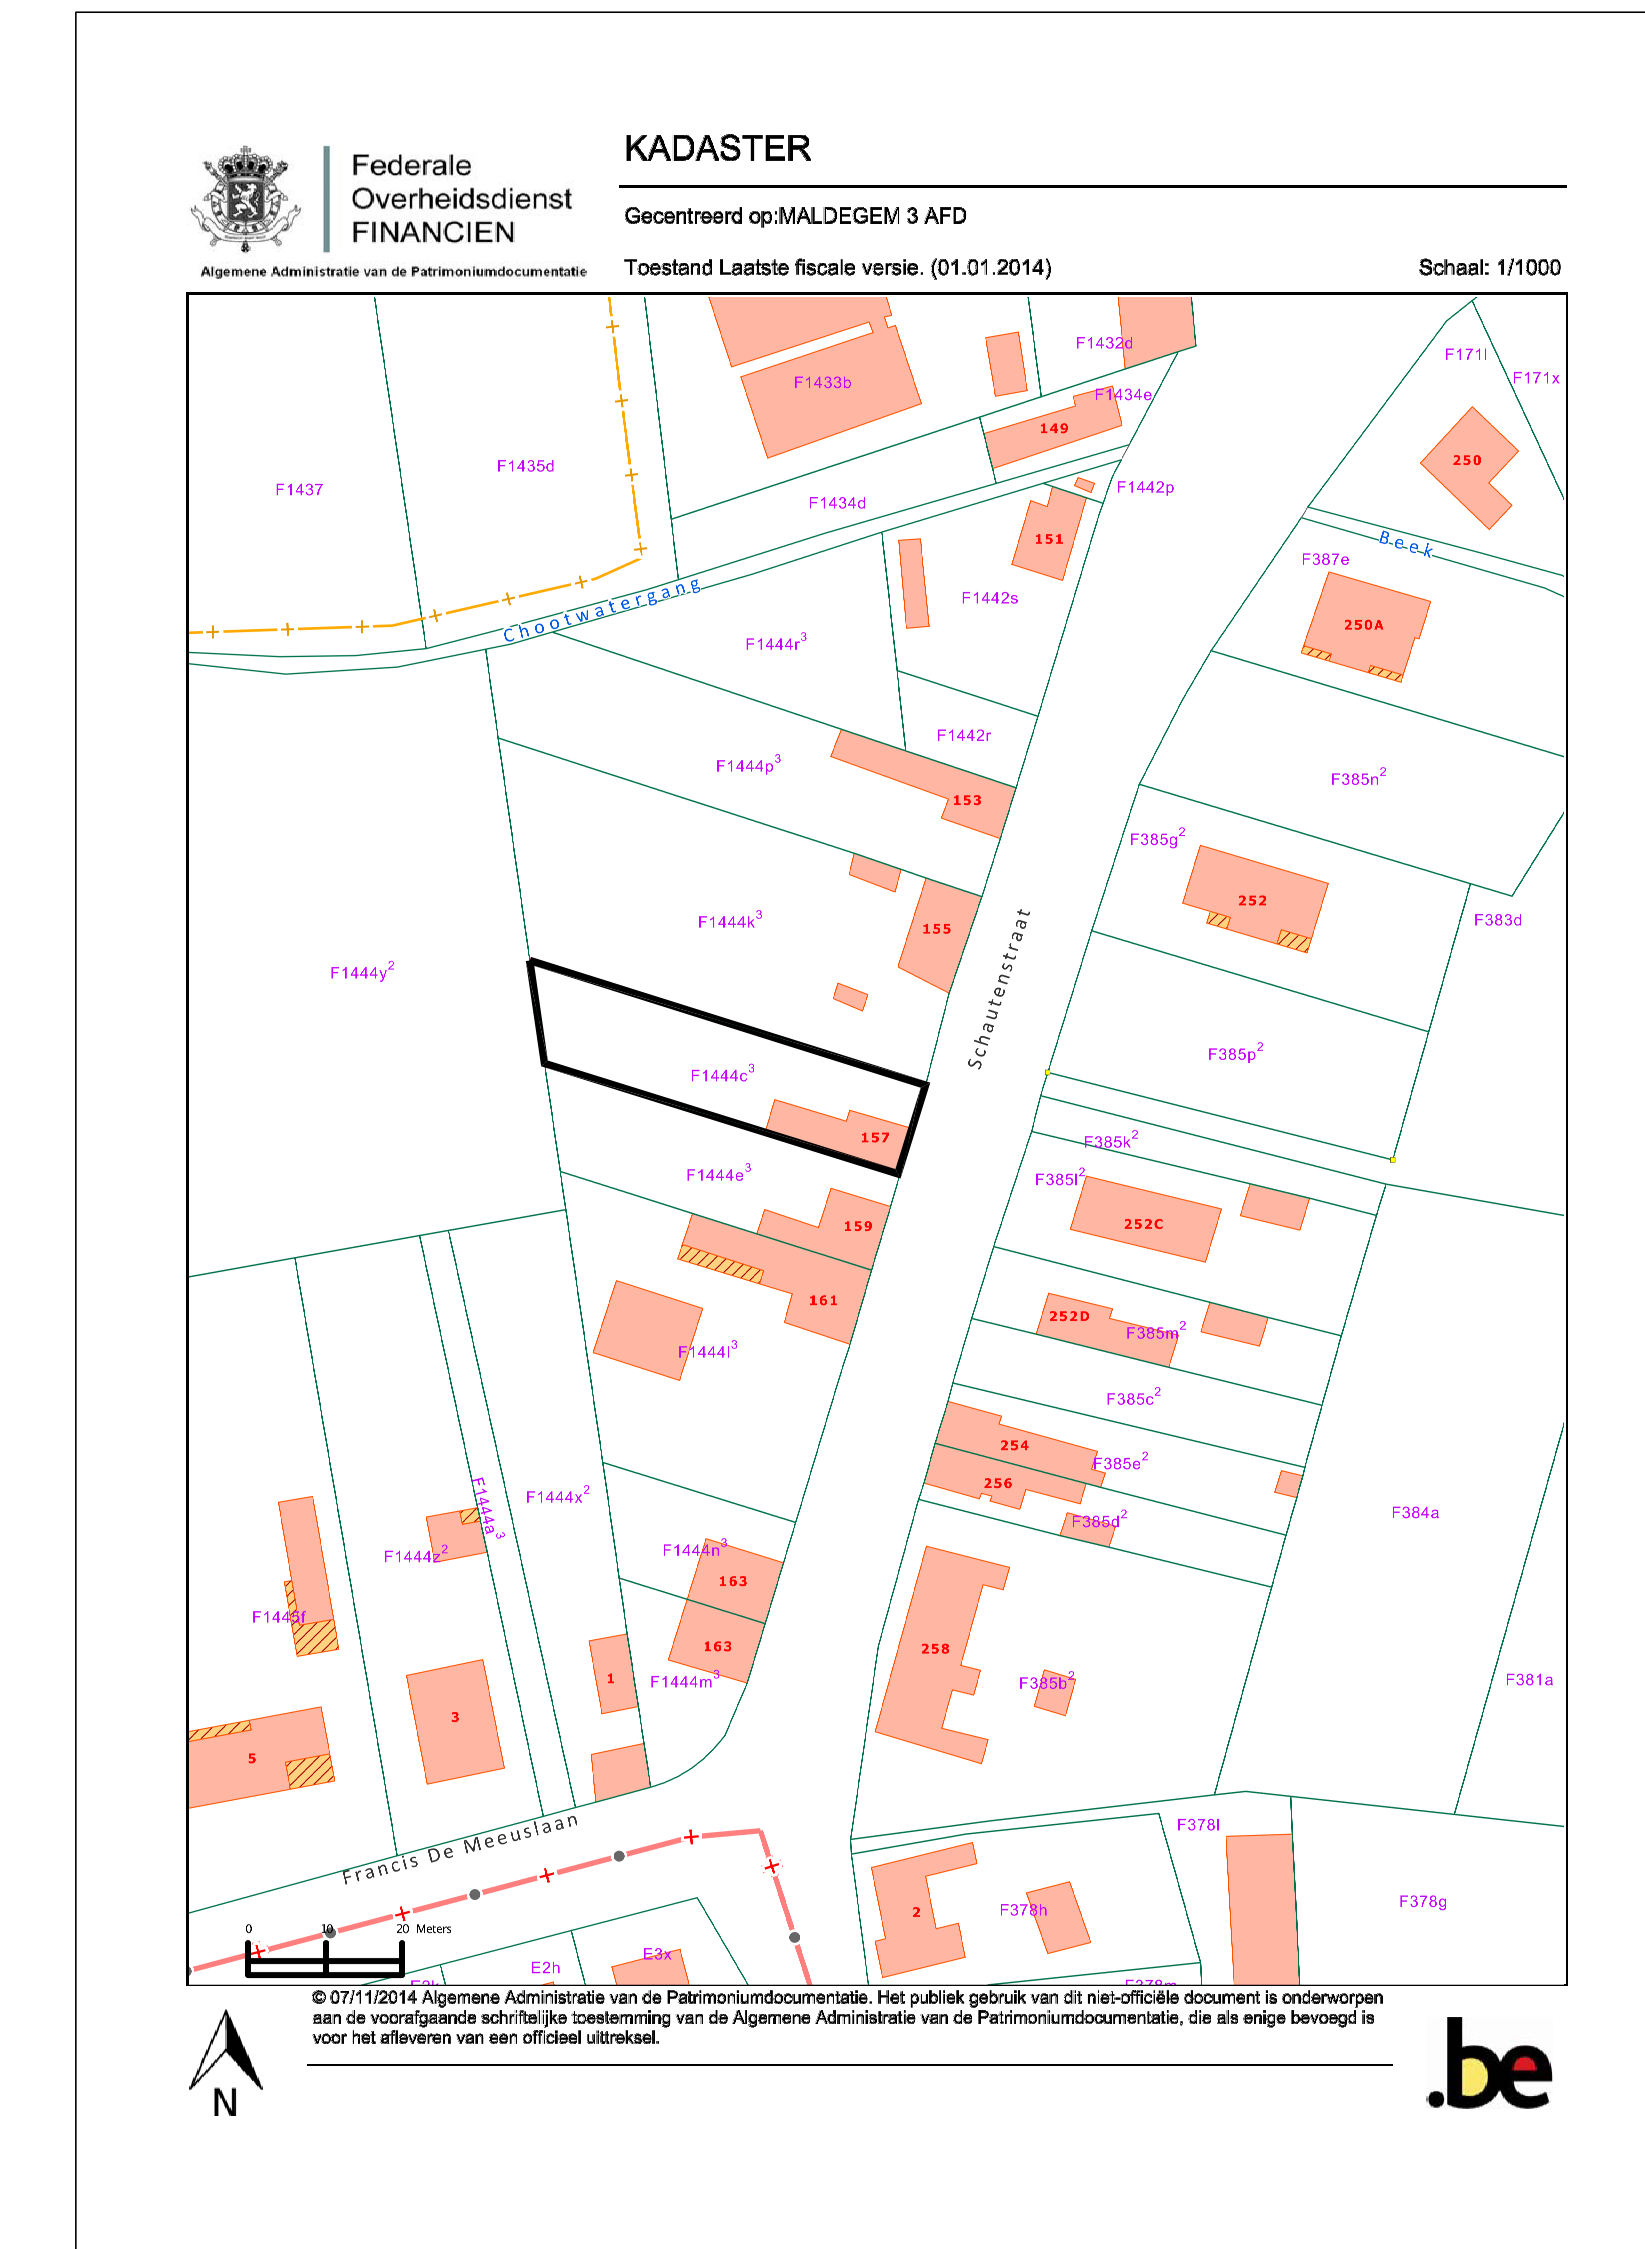 KADASTER
Federale
Overheidsdienst
FINANCIEN
Algemene Administratie van de Patrimoniumdocumentatie
Gecentreerd op:MALDEGEM 3 AFD
Toestand Laatste fiscale versie. (01.01.2014)
Schaal: 1/1000
F1432d
F171l
F171x
F1433b
F1434e
149
250
F1435d
F1437
F1434d
F1442p
151
Beek
F387e
Chootwatergang
F1442s
250A
F1444r³
F1442r
F1444p³
F385n²
153
F385g²
252
F1444k³
155
F383d
F1444y²
Schautenstraat
F385p²
F1444c³
157
F385k²
F1444e³
F385l²
159
252C
161
252D
F385m²
F1444l³
F385c²
254
F385e²
256
F1444a³
F1444x²
F384a
F385d²
F1444n³
F1444z²
163
F1445f
163
258
1
F1444m³
F385b²
F381a
3
5
F378l
Francis De Meeuslaan
F378g
2
F378h
0 10 20 Meters
E3x
E2h
E2k
F378m
© 07/11/2014 Algemene Administratie van de Patrimoniumdocumentatie. Het publiek gebruik van dit niet-officiële document is onderworpen
aan de voorafgaande schriftelijke toestemming van de Algemene Administratie van de Patrimoniumdocumentatie, die als enige bevoegd is
voor het afleveren van een officieel uittreksel.
N
.be